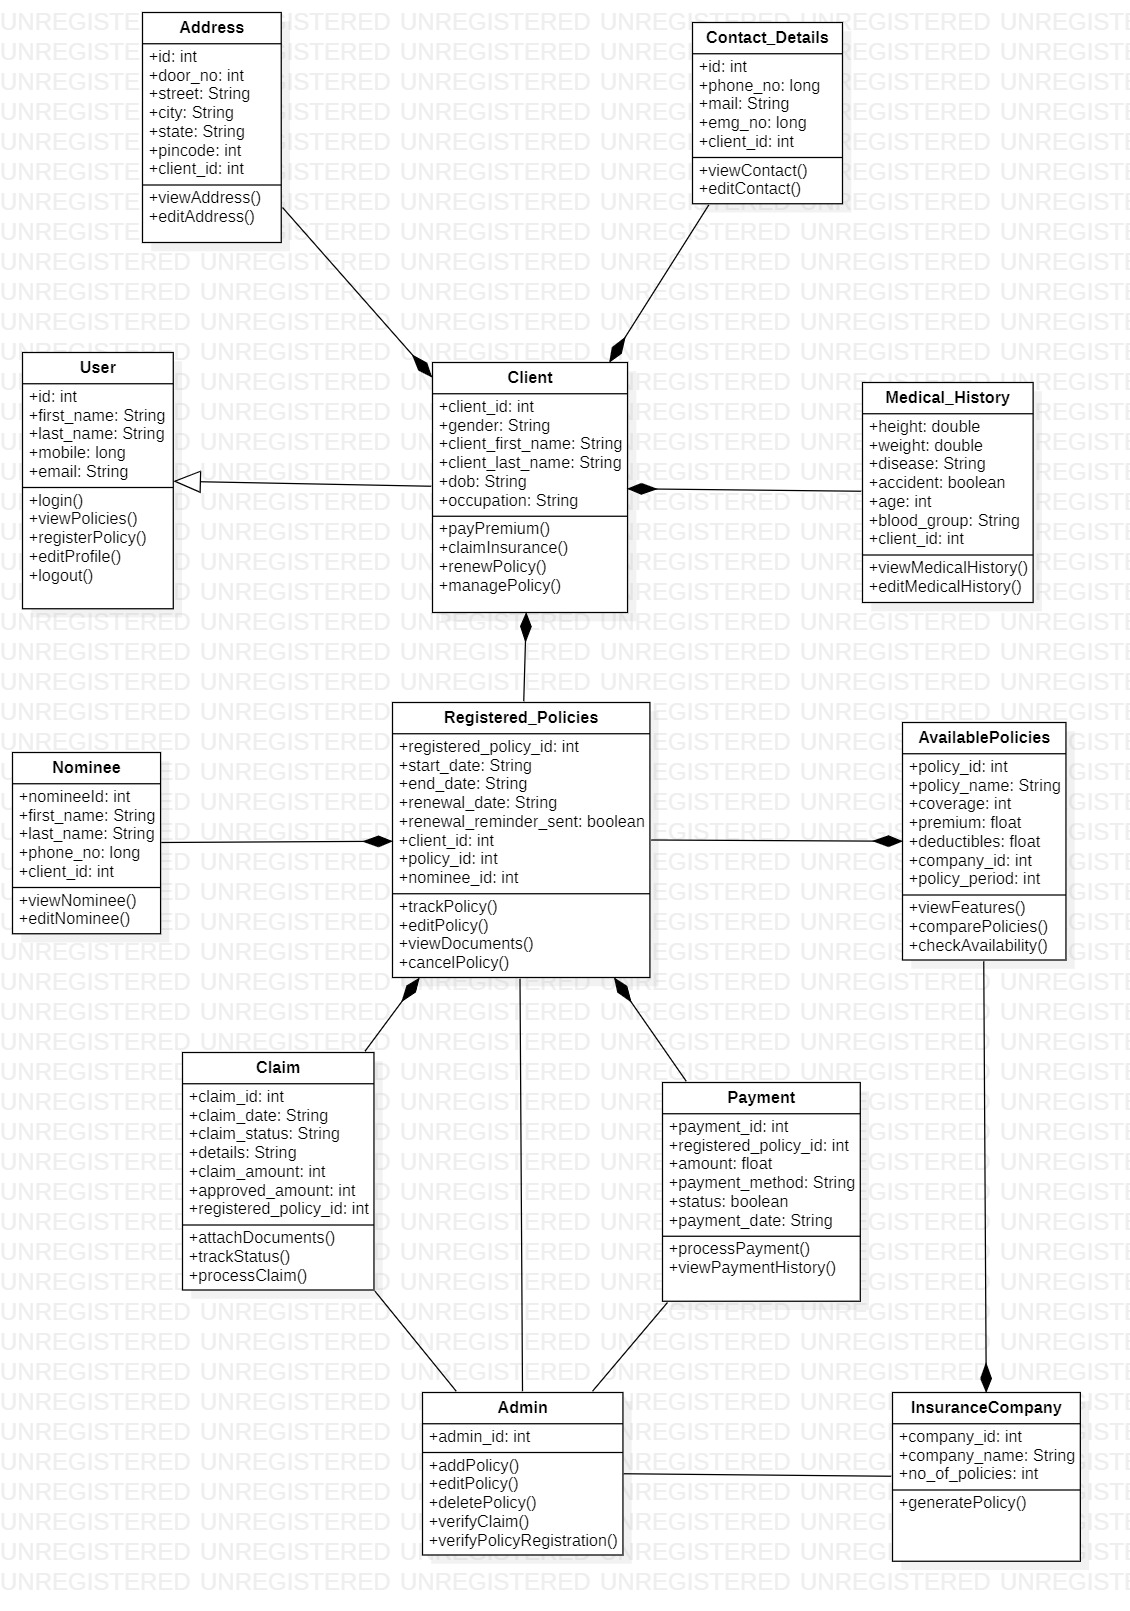 Address
+id: int
+door_no: int
+street: String
+city: String
+state: String
+pincode: int
+client_id: int
+viewAddress()
+editAddress()
Contact_Details
+id: int
+phone_no: long
+mail: String
+emg_no: long
+client_id: int
+viewContact()
+editContact()
User
+id: int
+first_name: String
+last_name: String
+mobile: long
+email: String
+login()
+viewPolicies()
+registerPolicy()
+editProfile()
+logout()
Client
+client_id: int
+gender: String
+client_first_name: String
+client_last_name: String
+dob: String
+occupation: String
+payPremium()
+claimInsurance()
+renewPolicy()
+managePolicy()
Medical_History
+height: double
+weight: double
+disease: String
+accident: boolean
+age: int
+blood_group: String
+client_id: int
+viewMedicalHistory()
+editMedicalHistory()
Nominee
+nomineeId: int
+first_name: String
+last_name: String
+phone_no: long
+client_id: int
+viewNominee()
+editNominee()
Registered_Policies
+registered_policy_id: int
+start_date: String
+end_date: String
+renewal_date: String
+renewal_reminder_sent: boolean
+client_id: int
+policy_id: int
+nominee_id: int
+trackPolicy()
+editPolicy()
+viewDocuments()
+cancelPolicy()
AvailablePolicies
+policy_id: int
+policy_name: String
+coverage: int
+premium: float
+deductibles: float
+company_id: int
+policy_period: int
+viewFeatures()
+comparePolicies()
+checkAvailability()
Claim
+claim_id: int
+claim_date: String
+claim_status: String
+details: String
+claim_amount: int
+approved_amount: int
+registered_policy_id: int
+attachDocuments()
+trackStatus()
+processClaim()
Payment
+payment_id: int
+registered_policy_id: int
+amount: float
+payment_method: String
+status: boolean
+payment_date: String
+processPayment()
+viewPaymentHistory()
Admin
+admin_id: int
+addPolicy()
+editPolicy()
+deletePolicy()
+verifyClaim()
+verifyPolicyRegistration()
InsuranceCompany
+company_id: int
+company_name: String
+no_of_policies: int
+generatePolicy()
UNREGISTERED